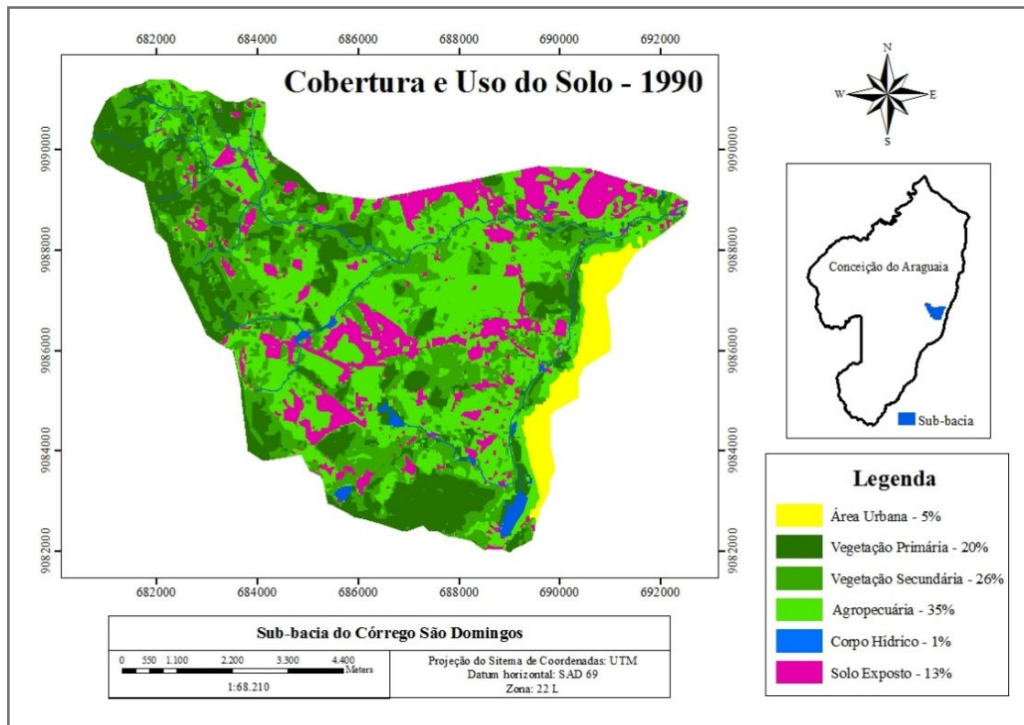 Cobertura e Uso do Solo - 1990
682000 684000 686000 688000 690000 692000
9090000 9090000
9088000 9088000
9086000 9086000
9084000 9084000
9082000 9082000
682000 684000 686000 688000 690000 692000
N
W E
S
Conceição do Araguaia
Sub-bacia
Legenda
Área Urbana - 5%
Vegetação Primária - 20%
Vegetação Secundária - 26%
Agropecuária - 35%
Corpo Hídrico - 1%
Solo Exposto - 13%
Sub-bacia do Córrego São Domingos
0 550 1.100 2.200 3.300 4.400
Meters
1:68.210
Projeção do Sitema de Coordenadas: UTM
Datum horizontal: SAD 69
Zona: 22 L